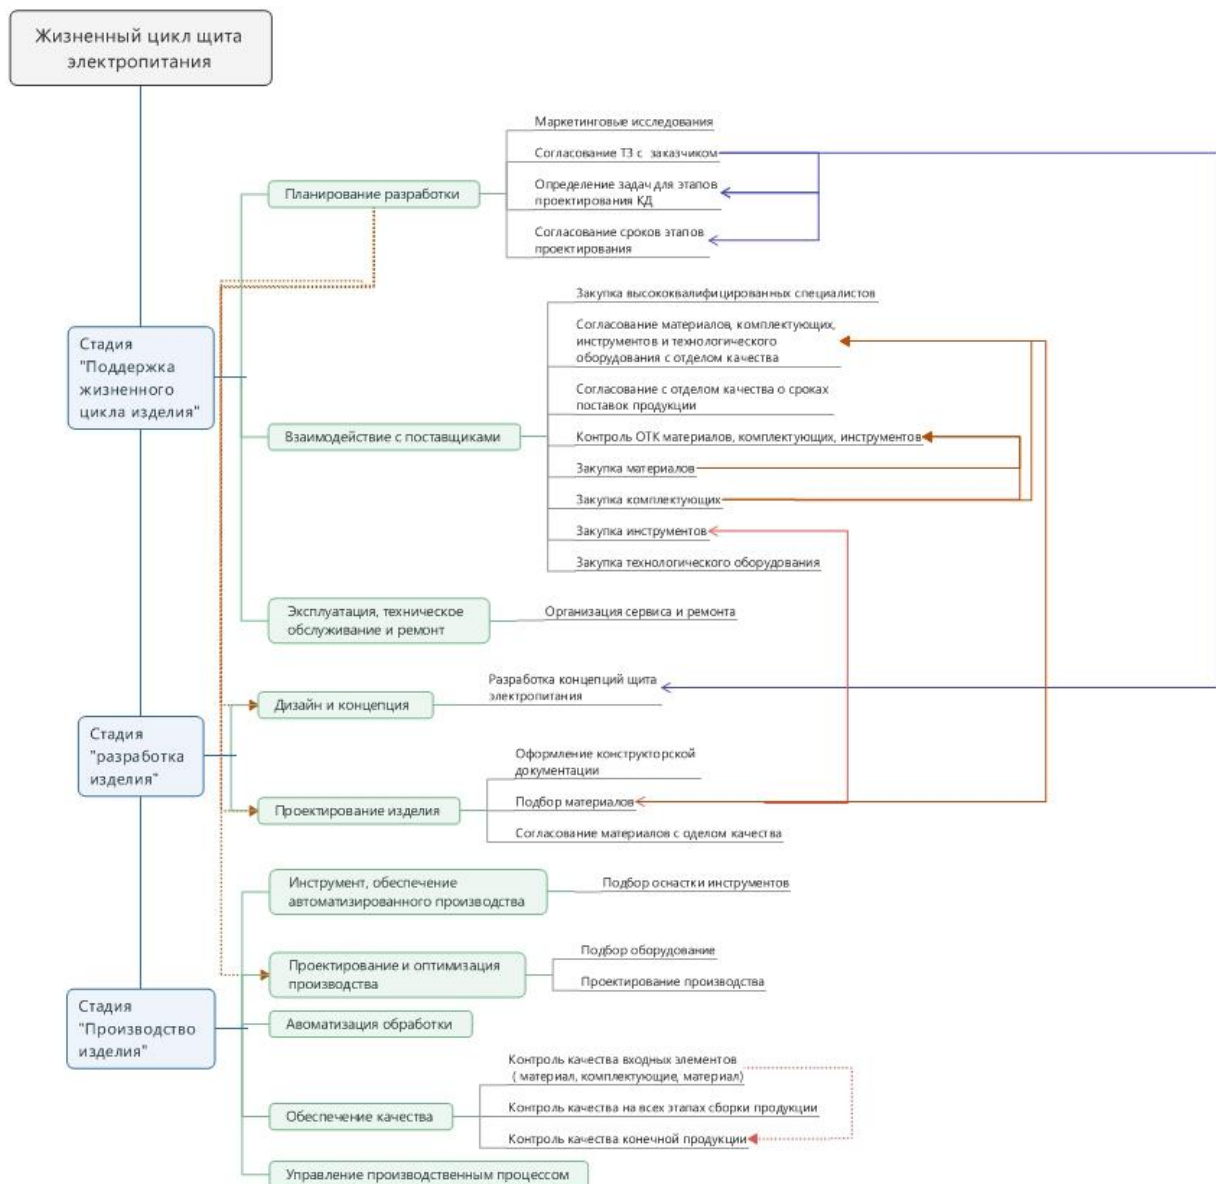 Жизненный цикл щита
электропитания
Маркетинговые исследования
Согласование ТЗ с заказчиком
Планирование разработки
Определение задач для этапов
проектирования КД
Согласование сроков этапов
проектирования
Стадия
"Поддержка
жизненного
цикла изделия"
Закупка высококвалифицированных специалистов
Согласование материалов, комплектующих,
инструментов и технологического
оборудования с отделом качества
Согласование с отделом качества о сроках
поставок продукции
Взаимодействие с поставщиками
Контроль ОТК материалов, комплектующих, инструментов
Закупка материалов
Закупка комплектующих
Закупка инструментов
Закупка технологического оборудования
Эксплуатация, техническое
обслуживание и ремонт
Организация сервиса и ремонта
Стадия
"разработка
изделия"
Дизайн и концепция
Разработка концепций щита
электропитания
Проектирование изделия
Оформление конструкторской
документации
Подбор материалов
Согласование материалов с оделом качества
Стадия
"Производство
изделия"
Инструмент, обеспечение
автоматизированного производства
Подбор оснастки инструментов
Проектирование и оптимизация
производства
Подбор оборудование
Проектирование производства
Авоматизация обработки
Обеспечение качества
Контроль качества входных элементов
( материал, комплектующие, материал)
Контроль качества на всех этапах сборки продукции
Контроль качества конечной продукции
Управление производственным процессом